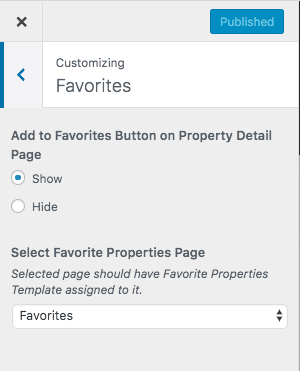 Published
Customizing
Favorites
Add to Favorites Button on Property Detail
Page
Show
Hide
Select Favorite Properties Page
Selected page should have Favorite Properties
Template assigned to it.
Favorites